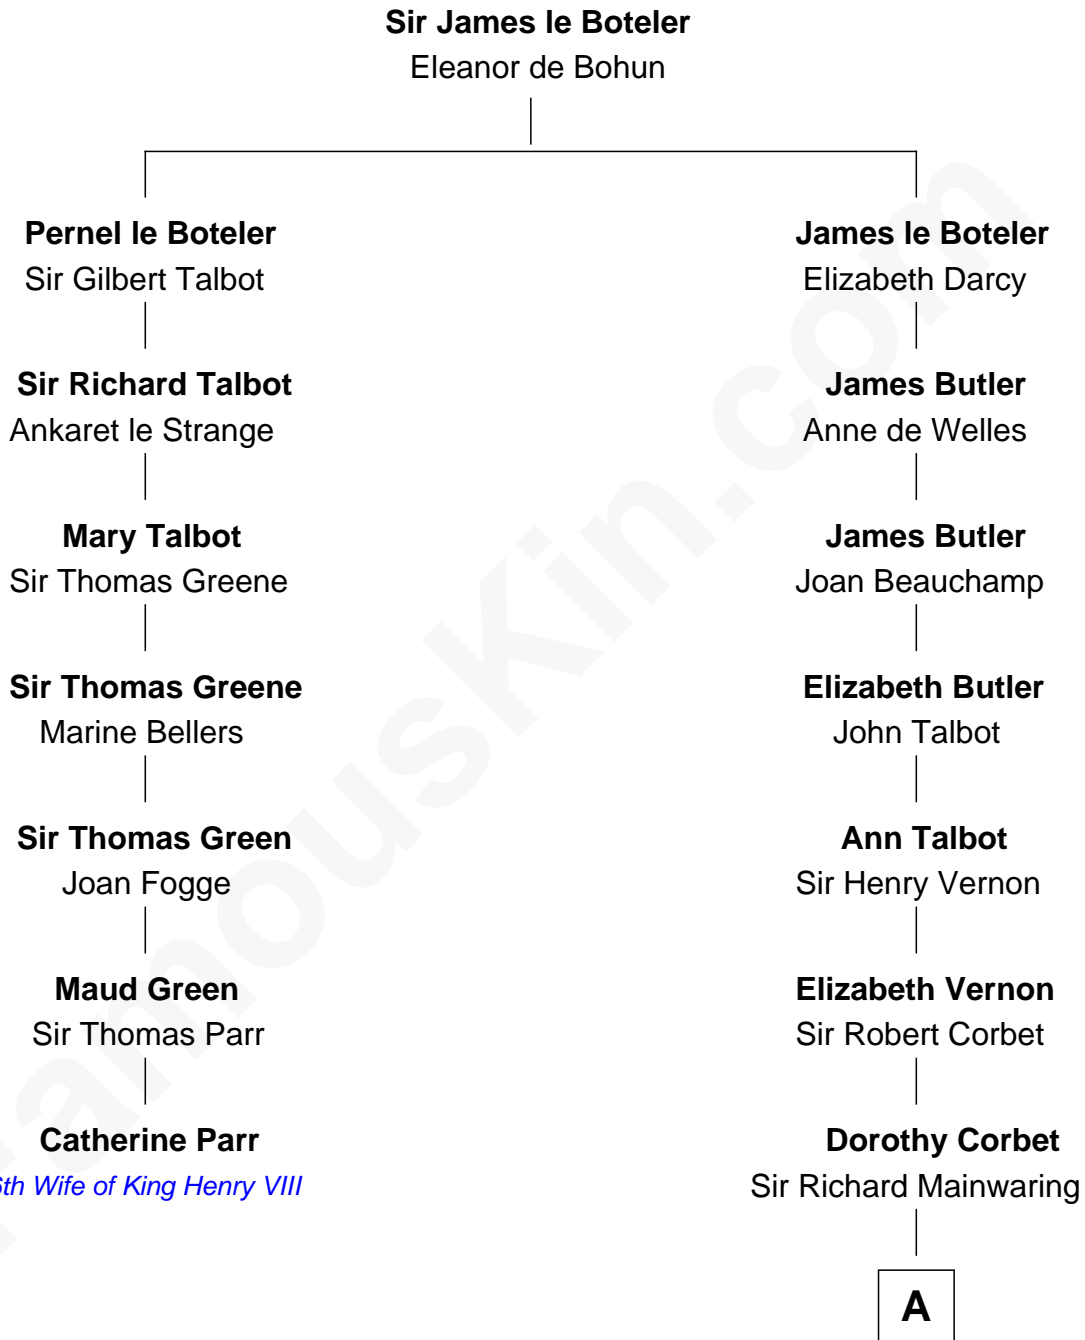 Sir James le Boteler
Eleanor de Bohun
Pernel le Boteler
Sir Gilbert Talbot
James le Boteler
Elizabeth Darcy
Sir Richard Talbot
Ankaret le Strange
James Butler
Anne de Welles
Mary Talbot
Sir Thomas Greene
James Butler
Joan Beauchamp
Sir Thomas Greene
Marine Bellers
Elizabeth Butler
John Talbot
Sir Thomas Green
Joan Fogge
Ann Talbot
Sir Henry Vernon
Maud Green
Sir Thomas Parr
Elizabeth Vernon
Sir Robert Corbet
Catherine Parr
6th Wife of King Henry VIII
Dorothy Corbet
Sir Richard Mainwaring
A
FamousKin.com